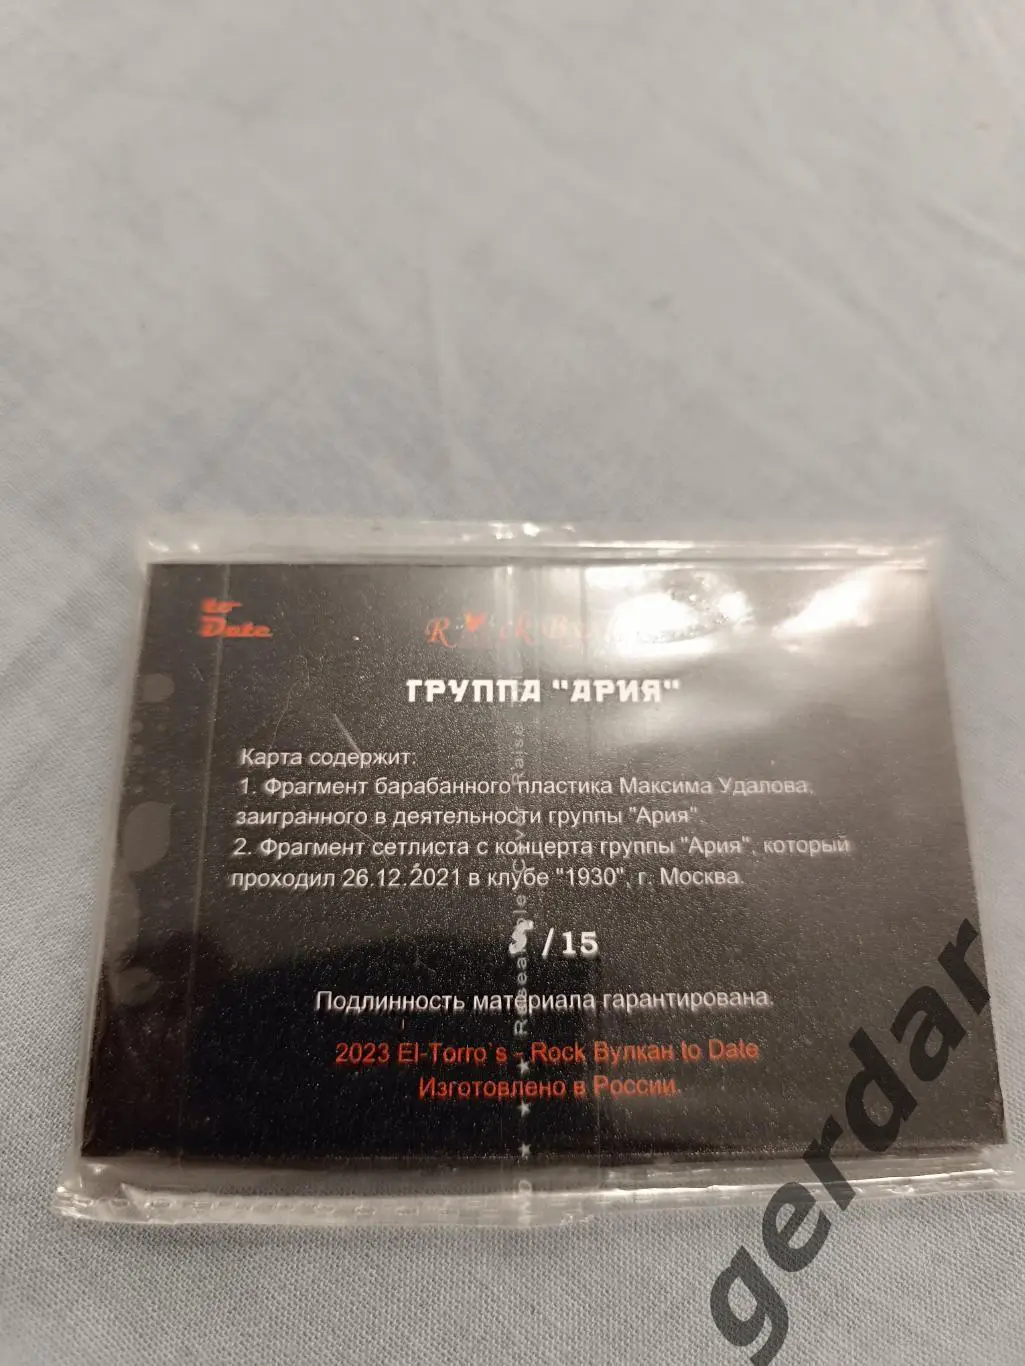 to
Date
ГРУППА "АРИЯ"
Карта содержит:
1. Фрагмент барабанного пластика Максима Удалова,
заигранного в деятельности группы "Ария".
2. Фрагмент сетлиста с концерта группы "Ария", который
проходил 26.12.2021 в клубе "1930", г. Москва.
5/15
Подлинность материала гарантирована.
2023 El-Torro`s - Rock Вулкан to Date
Изготовлено в России.
gerdar